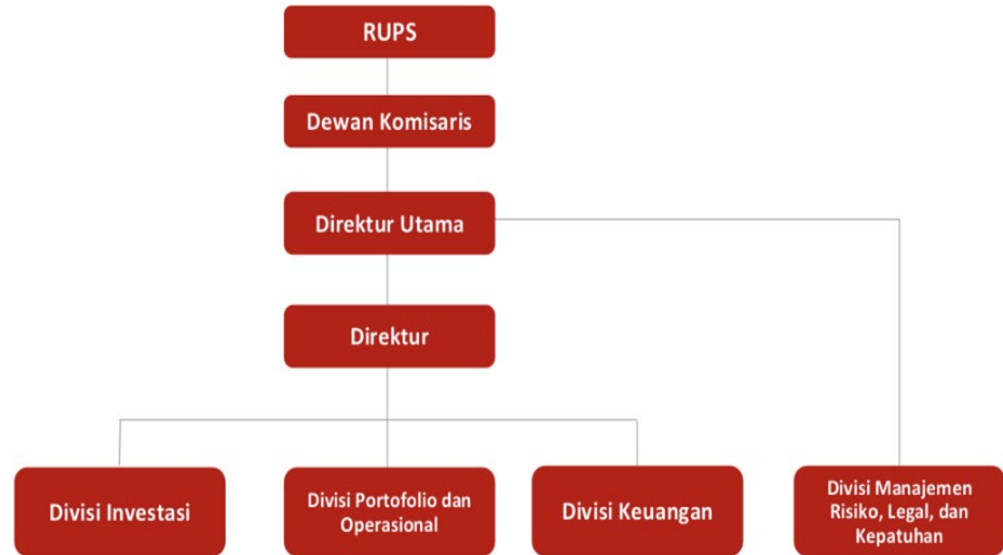 RUPS
Dewan Komisaris
Direktur Utama
Direktur
Divisi Investasi
Divisi Portofolio dan
Operasional
Divisi Keuangan
Divisi Manajemen
Risiko, Legal, dan
Kepatuhan